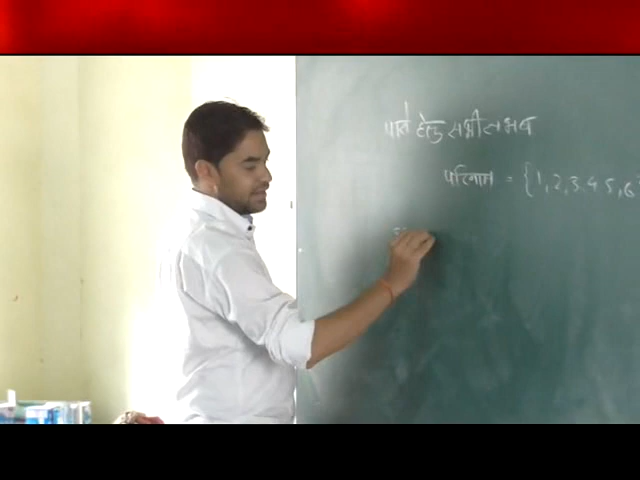 पाने हेतु सभी संभव
परिणाम = {1, 2, 3, 4, 5, 6}